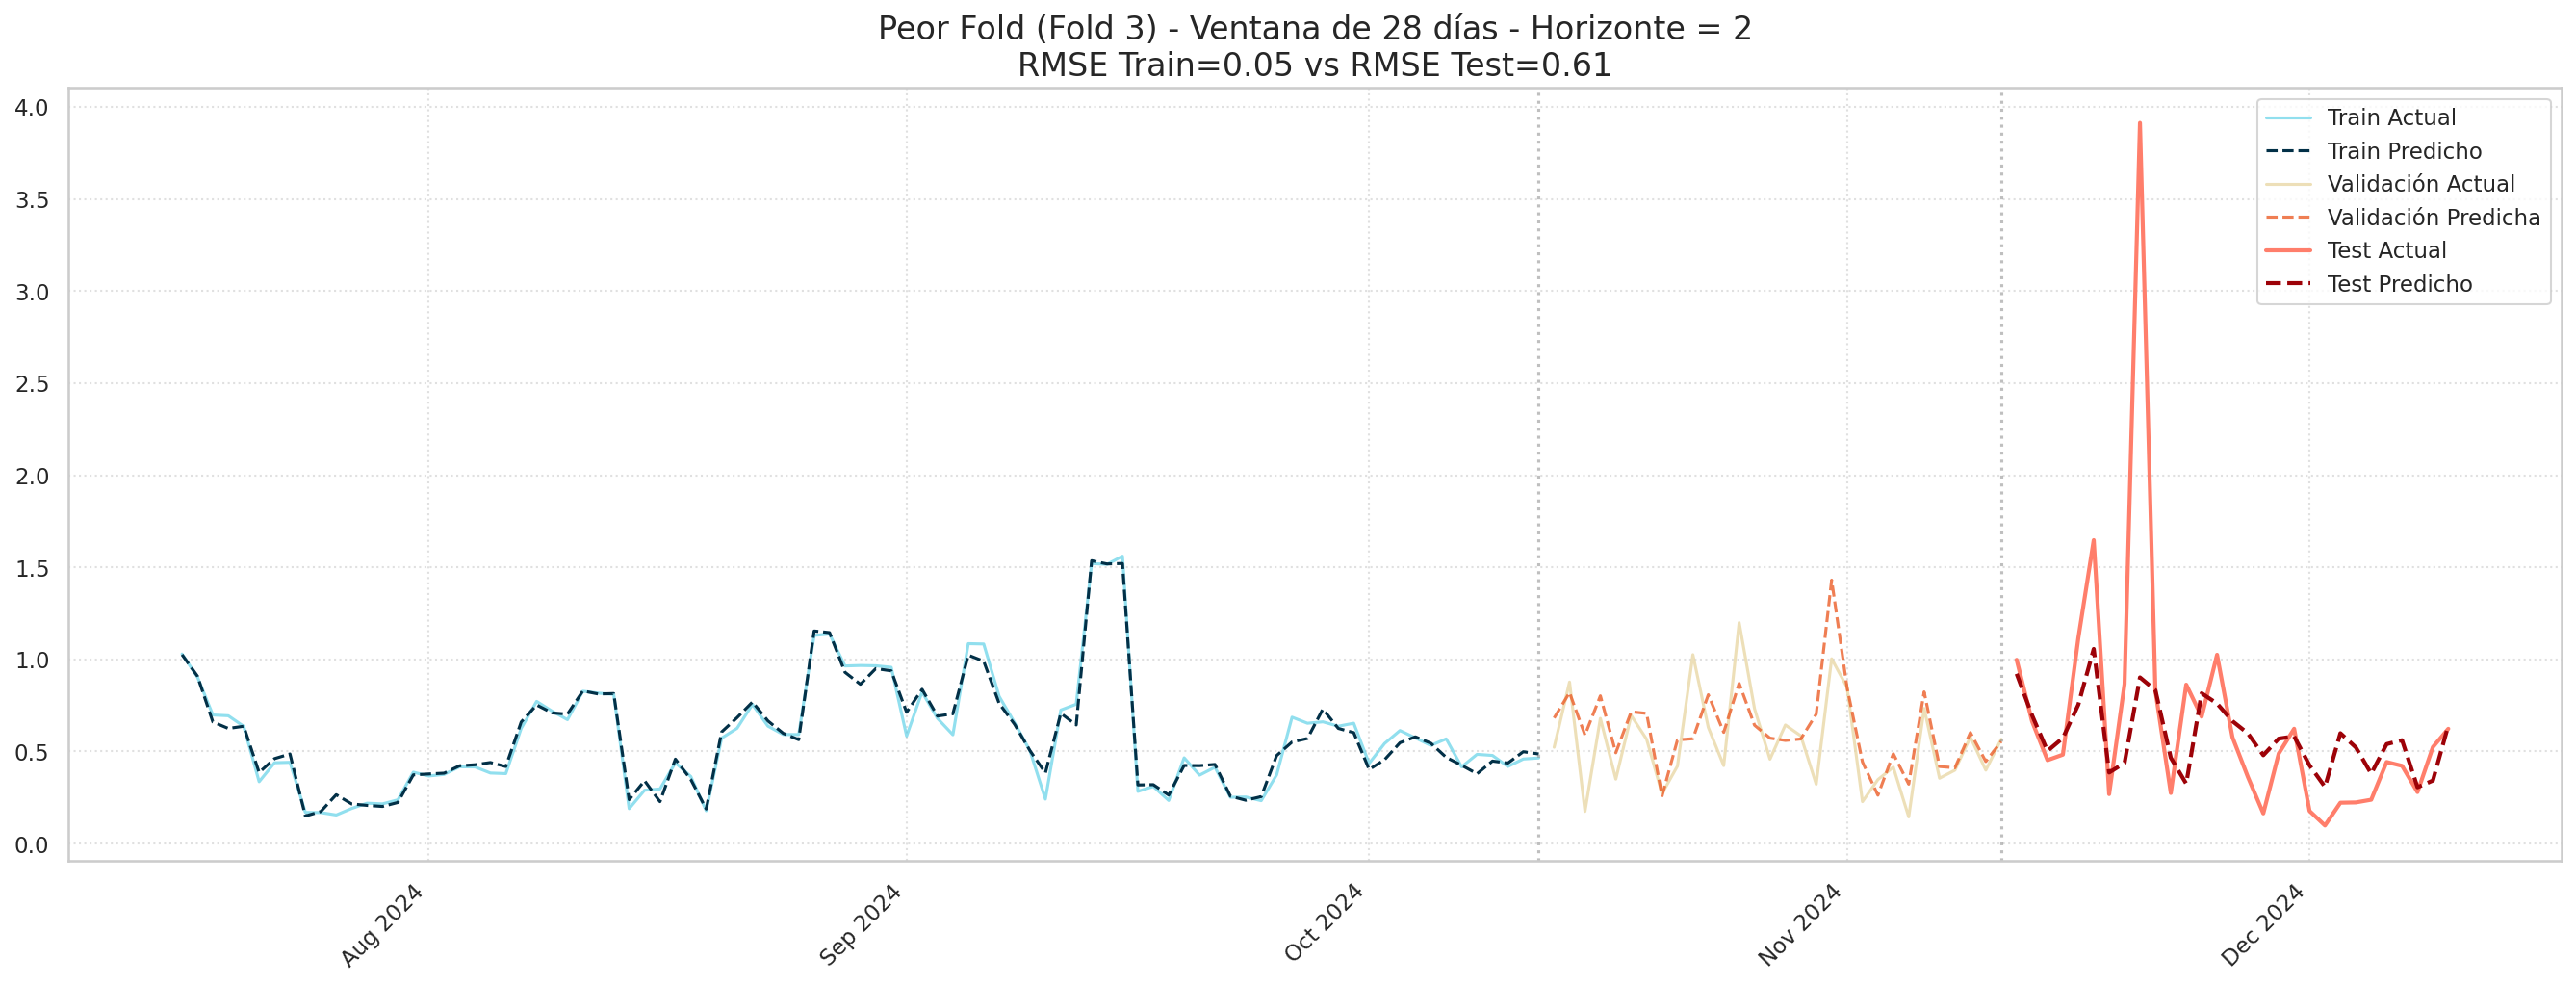 Peor Fold (Fold 3) - Ventana de 28 días - Horizonte = 2
RMSE Train=0.05 vs RMSE Test=0.61
4.0
3.5
3.0
2.5
2.0
1.5
1.0
0.5
0.0
Train Actual
Train Predicho
Validación Actual
Validación Predicha
Test Actual
Test Predicho
Aug 2024
Sep 2024
Oct 2024
Nov 2024
Dec 2024